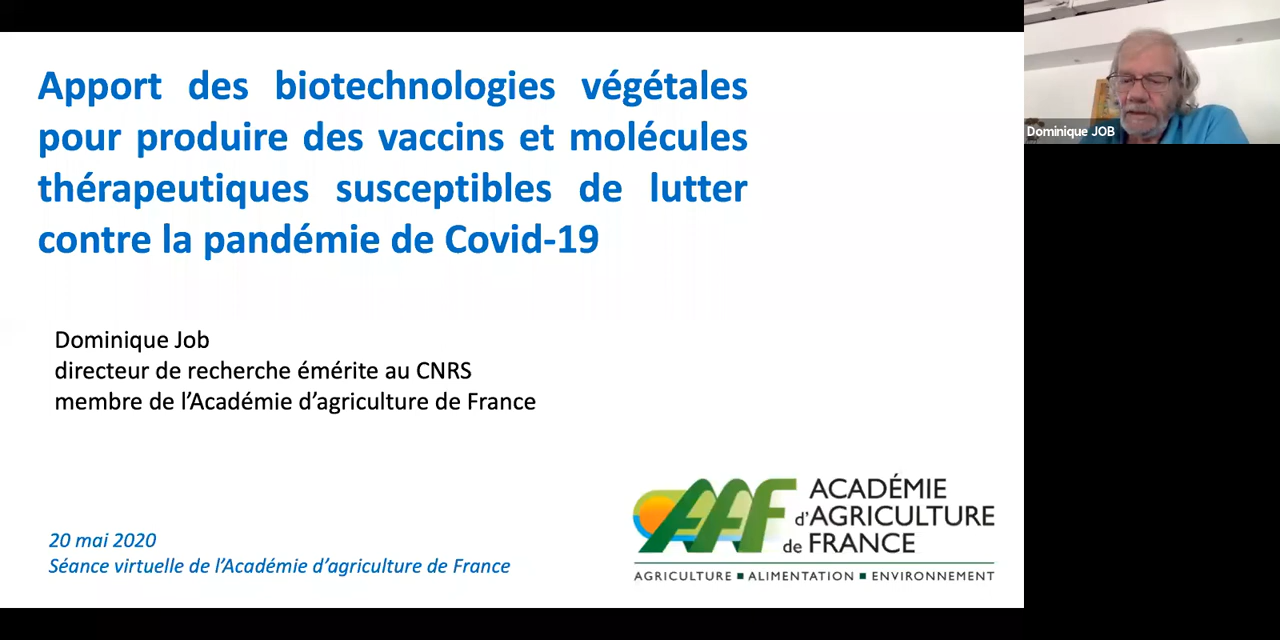 Apport des biotechnologies végétales
pour produire des vaccins et molécules
thérapeutiques susceptibles de lutter
contre la pandémie de Covid-19
Dominique Job
directeur de recherche émérite au CNRS
membre de l'Académie d'agriculture de France
20 mai 2020
Séance virtuelle de l'Académie d'agriculture de France
AAF
ACADÉMIE
d'AGRICULTURE
de FRANCE
AGRICULTURE ▪ ALIMENTATION ▪ ENVIRONNEMENT
Dominique JOB